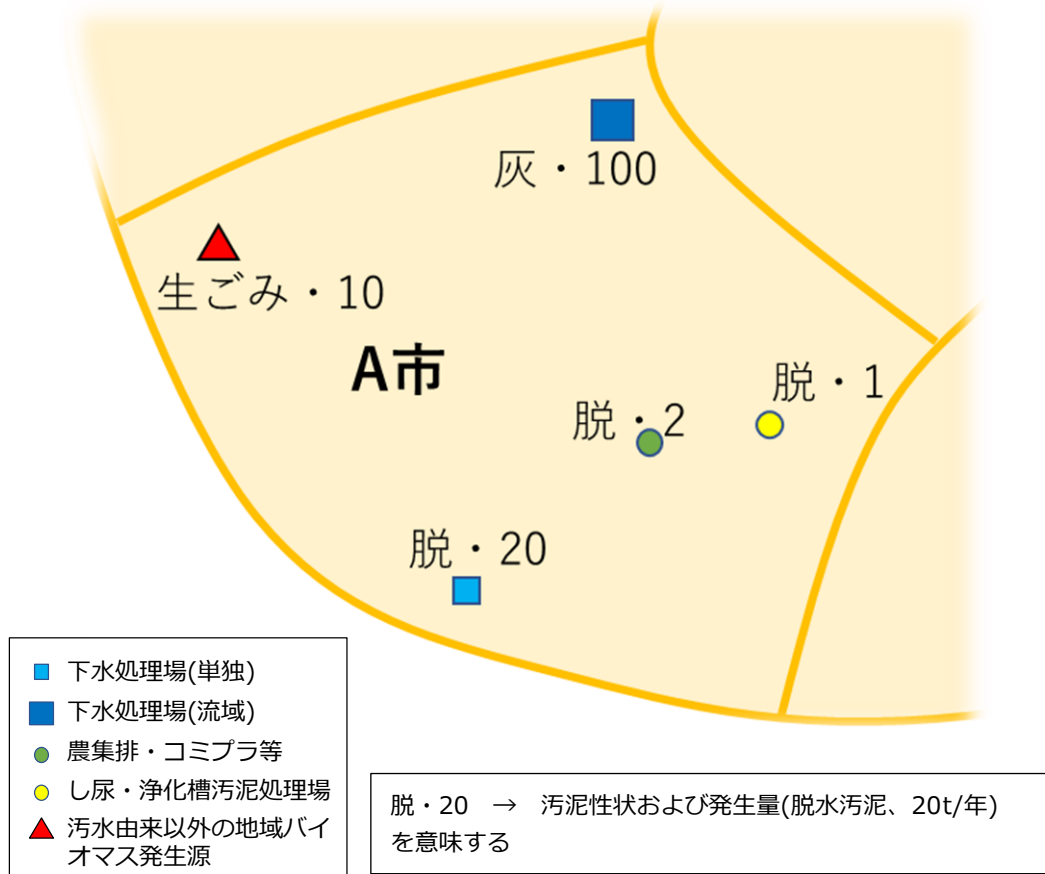 灰・100
生ごみ・10
A市
脱・1
脱・2
脱・20
下水処理場(単独)
下水処理場(流域)
農集排・コミプラ等
し尿・浄化槽汚泥処理場
汚水由来以外の地域バイ
オマス発生源
脱・20　→　汚泥性状および発生量(脱水汚泥、20t/年)
を意味する